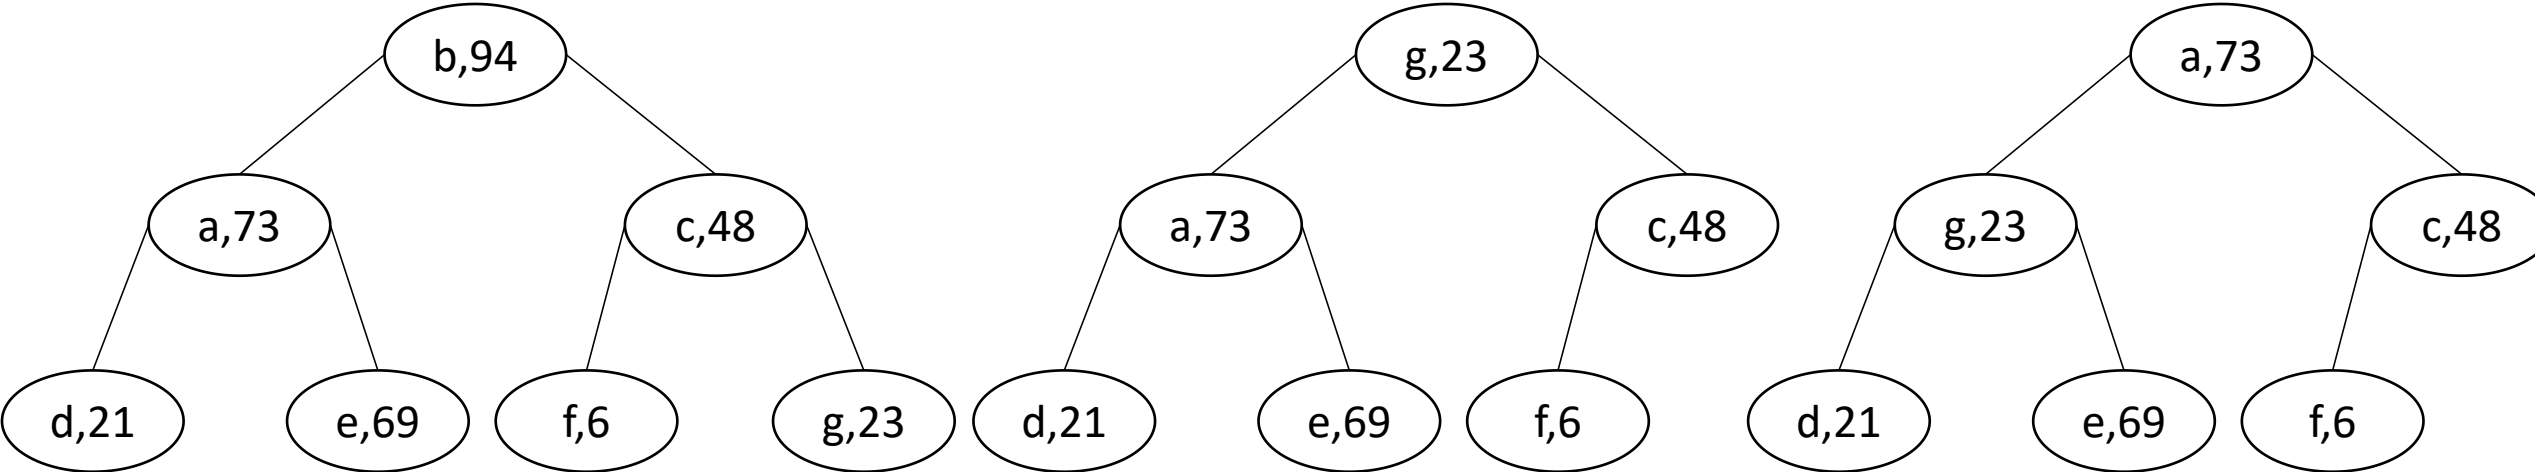 b,94
g,23
a,73
a,73
c,48
a,73
c,48
g,23
c,48
d,21
e,69
f,6
g,23
d,21
e,69
f,6
d,21
e,69
f,6